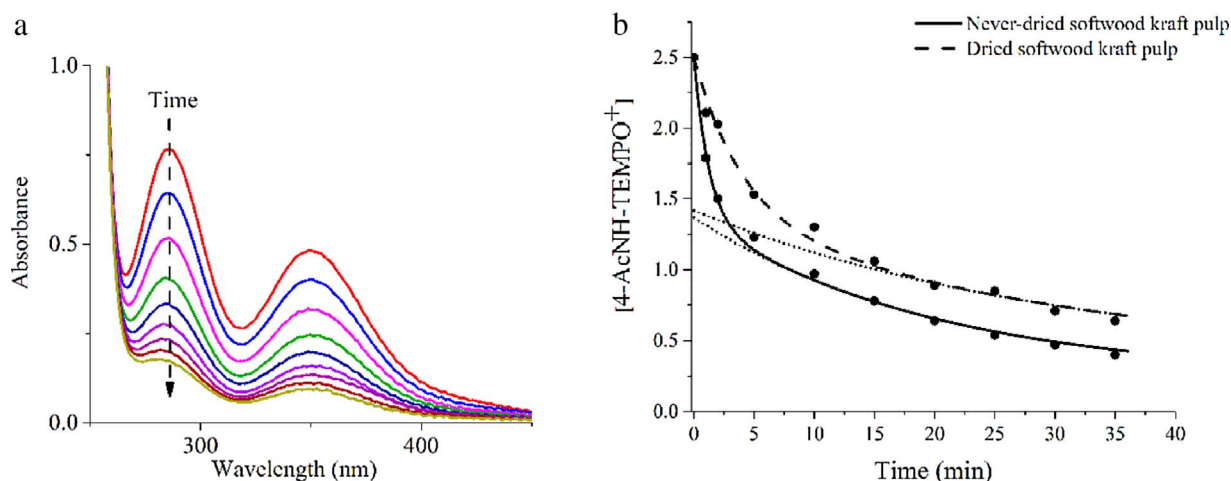 a
1.0
Time
Absorbance
0.5
0.0
300
400
Wavelength (nm)
b
Never-dried softwood kraft pulp
Dried softwood kraft pulp
[4-AcNH-TEMPO+]
2.5
2.0
1.5
1.0
0.5
0.0
0 5 10 15 20 25 30 35 40
Time (min)